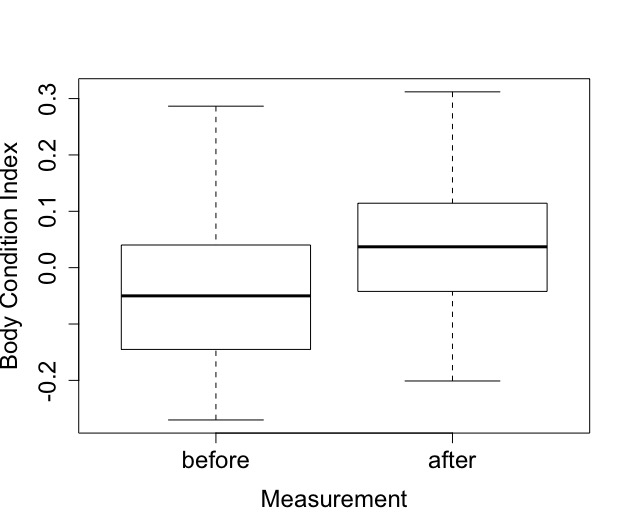 Body Condition Index
0.3
0.2
0.1
0.0
-0.2
before after
Measurement